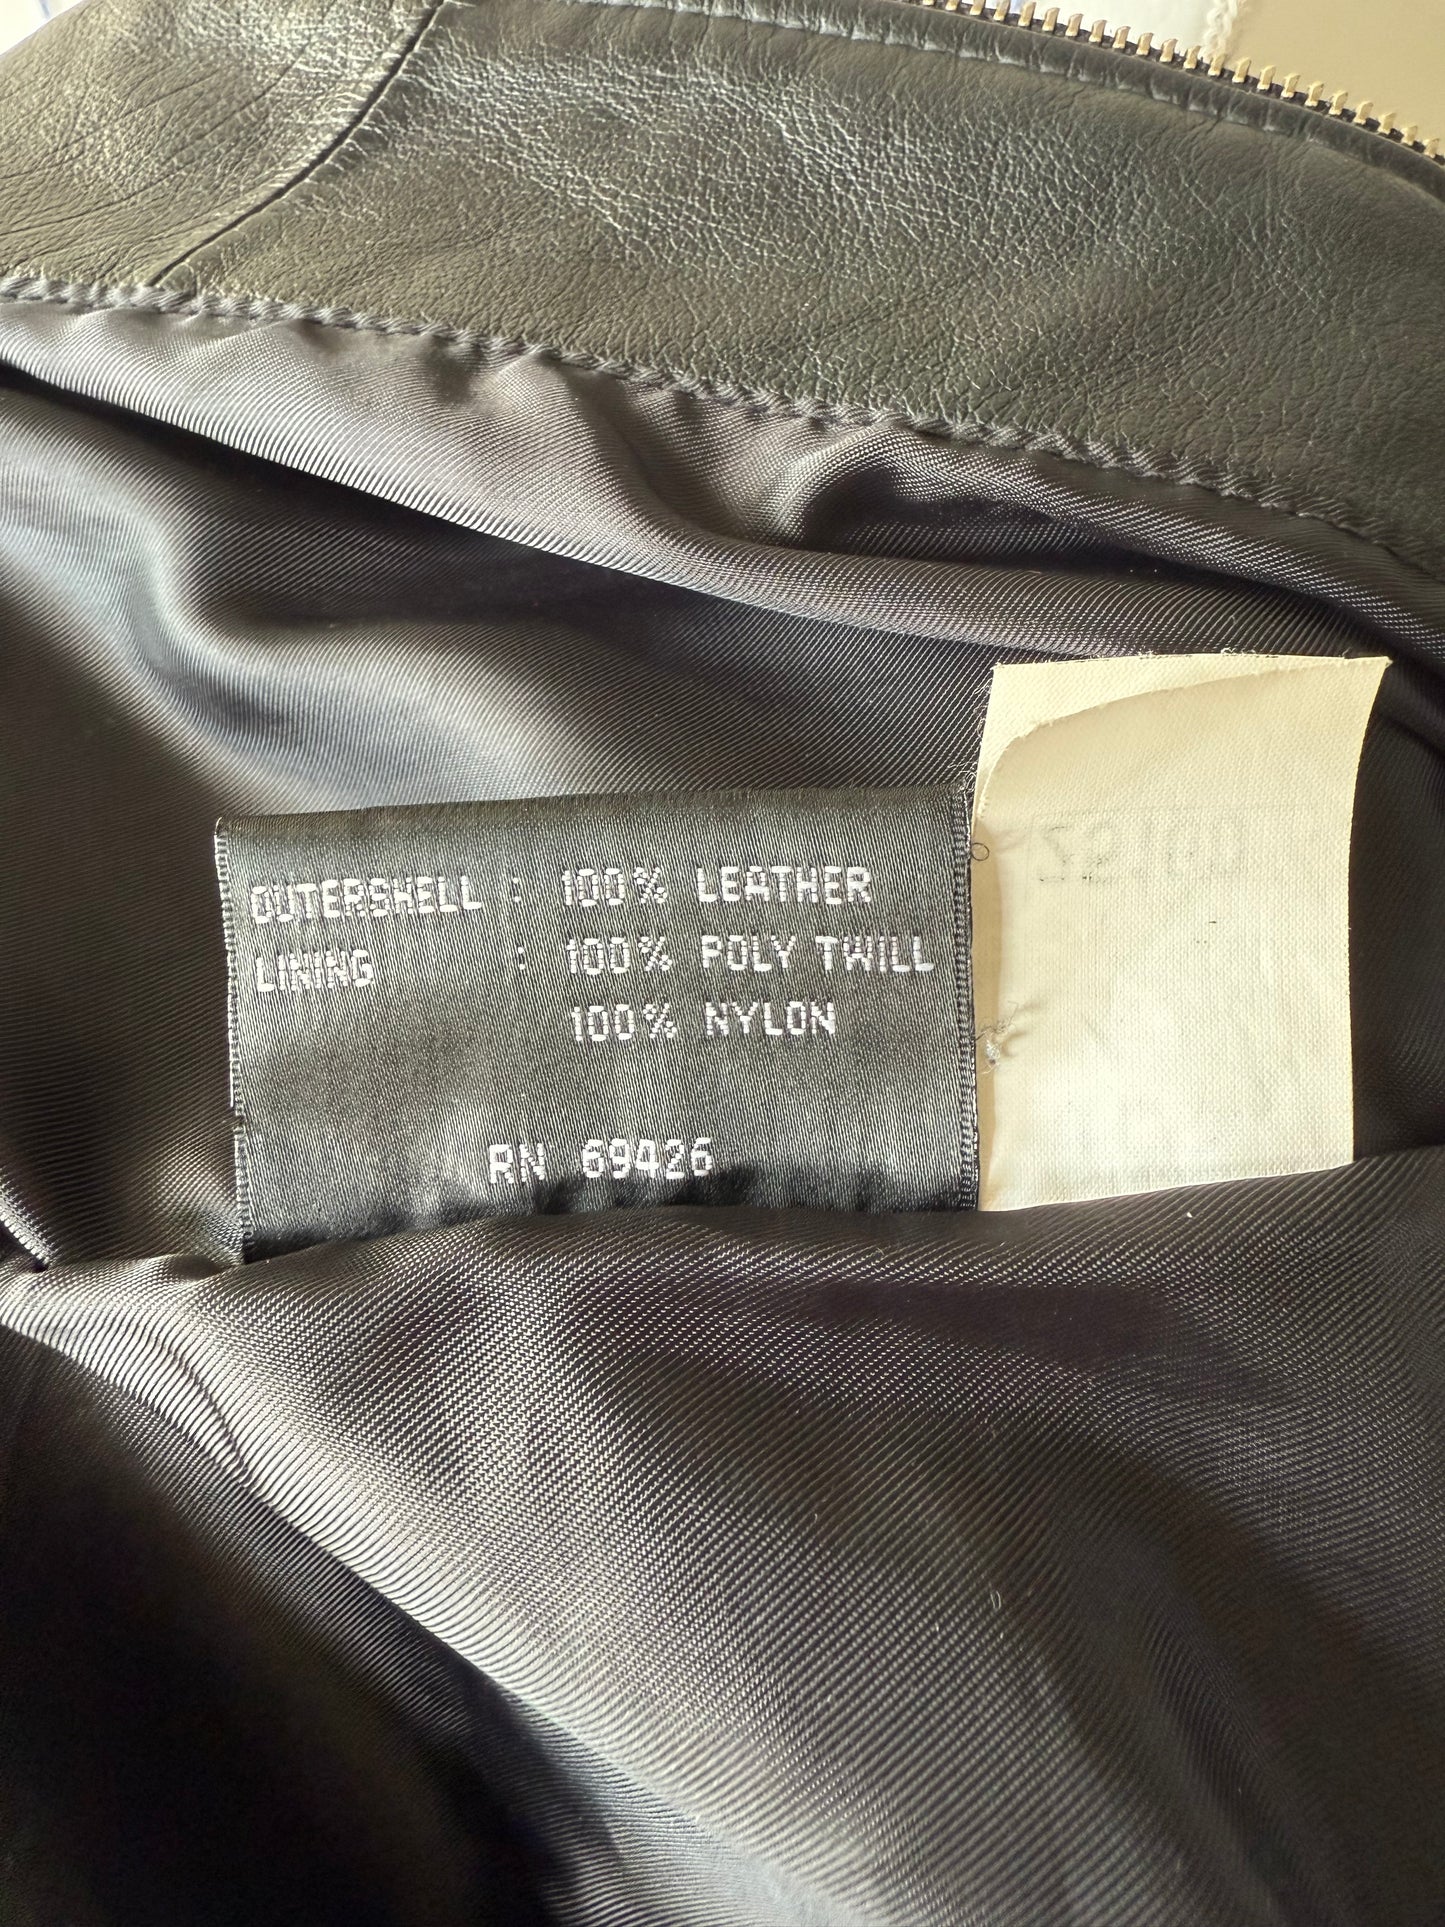 OUTERSHELL : 100% LEATHER
LINING : 100% POLY TWILL
100% NYLON
RN 69426